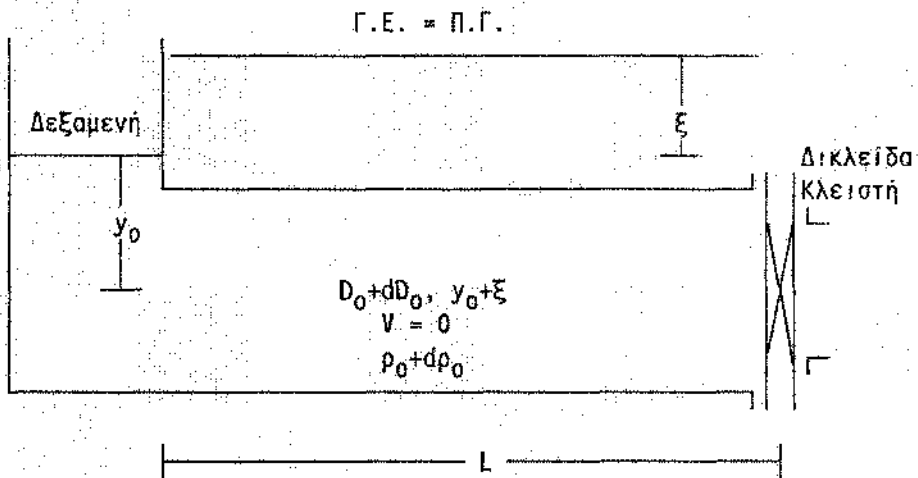 Γ.Ε. = Π.Γ.
Δεξαμενή
ξ
Δικλείδα
Κλειστή
y₀
D₀+dD₀, y₀+ξ
V = 0
ρ₀+dρ₀
L